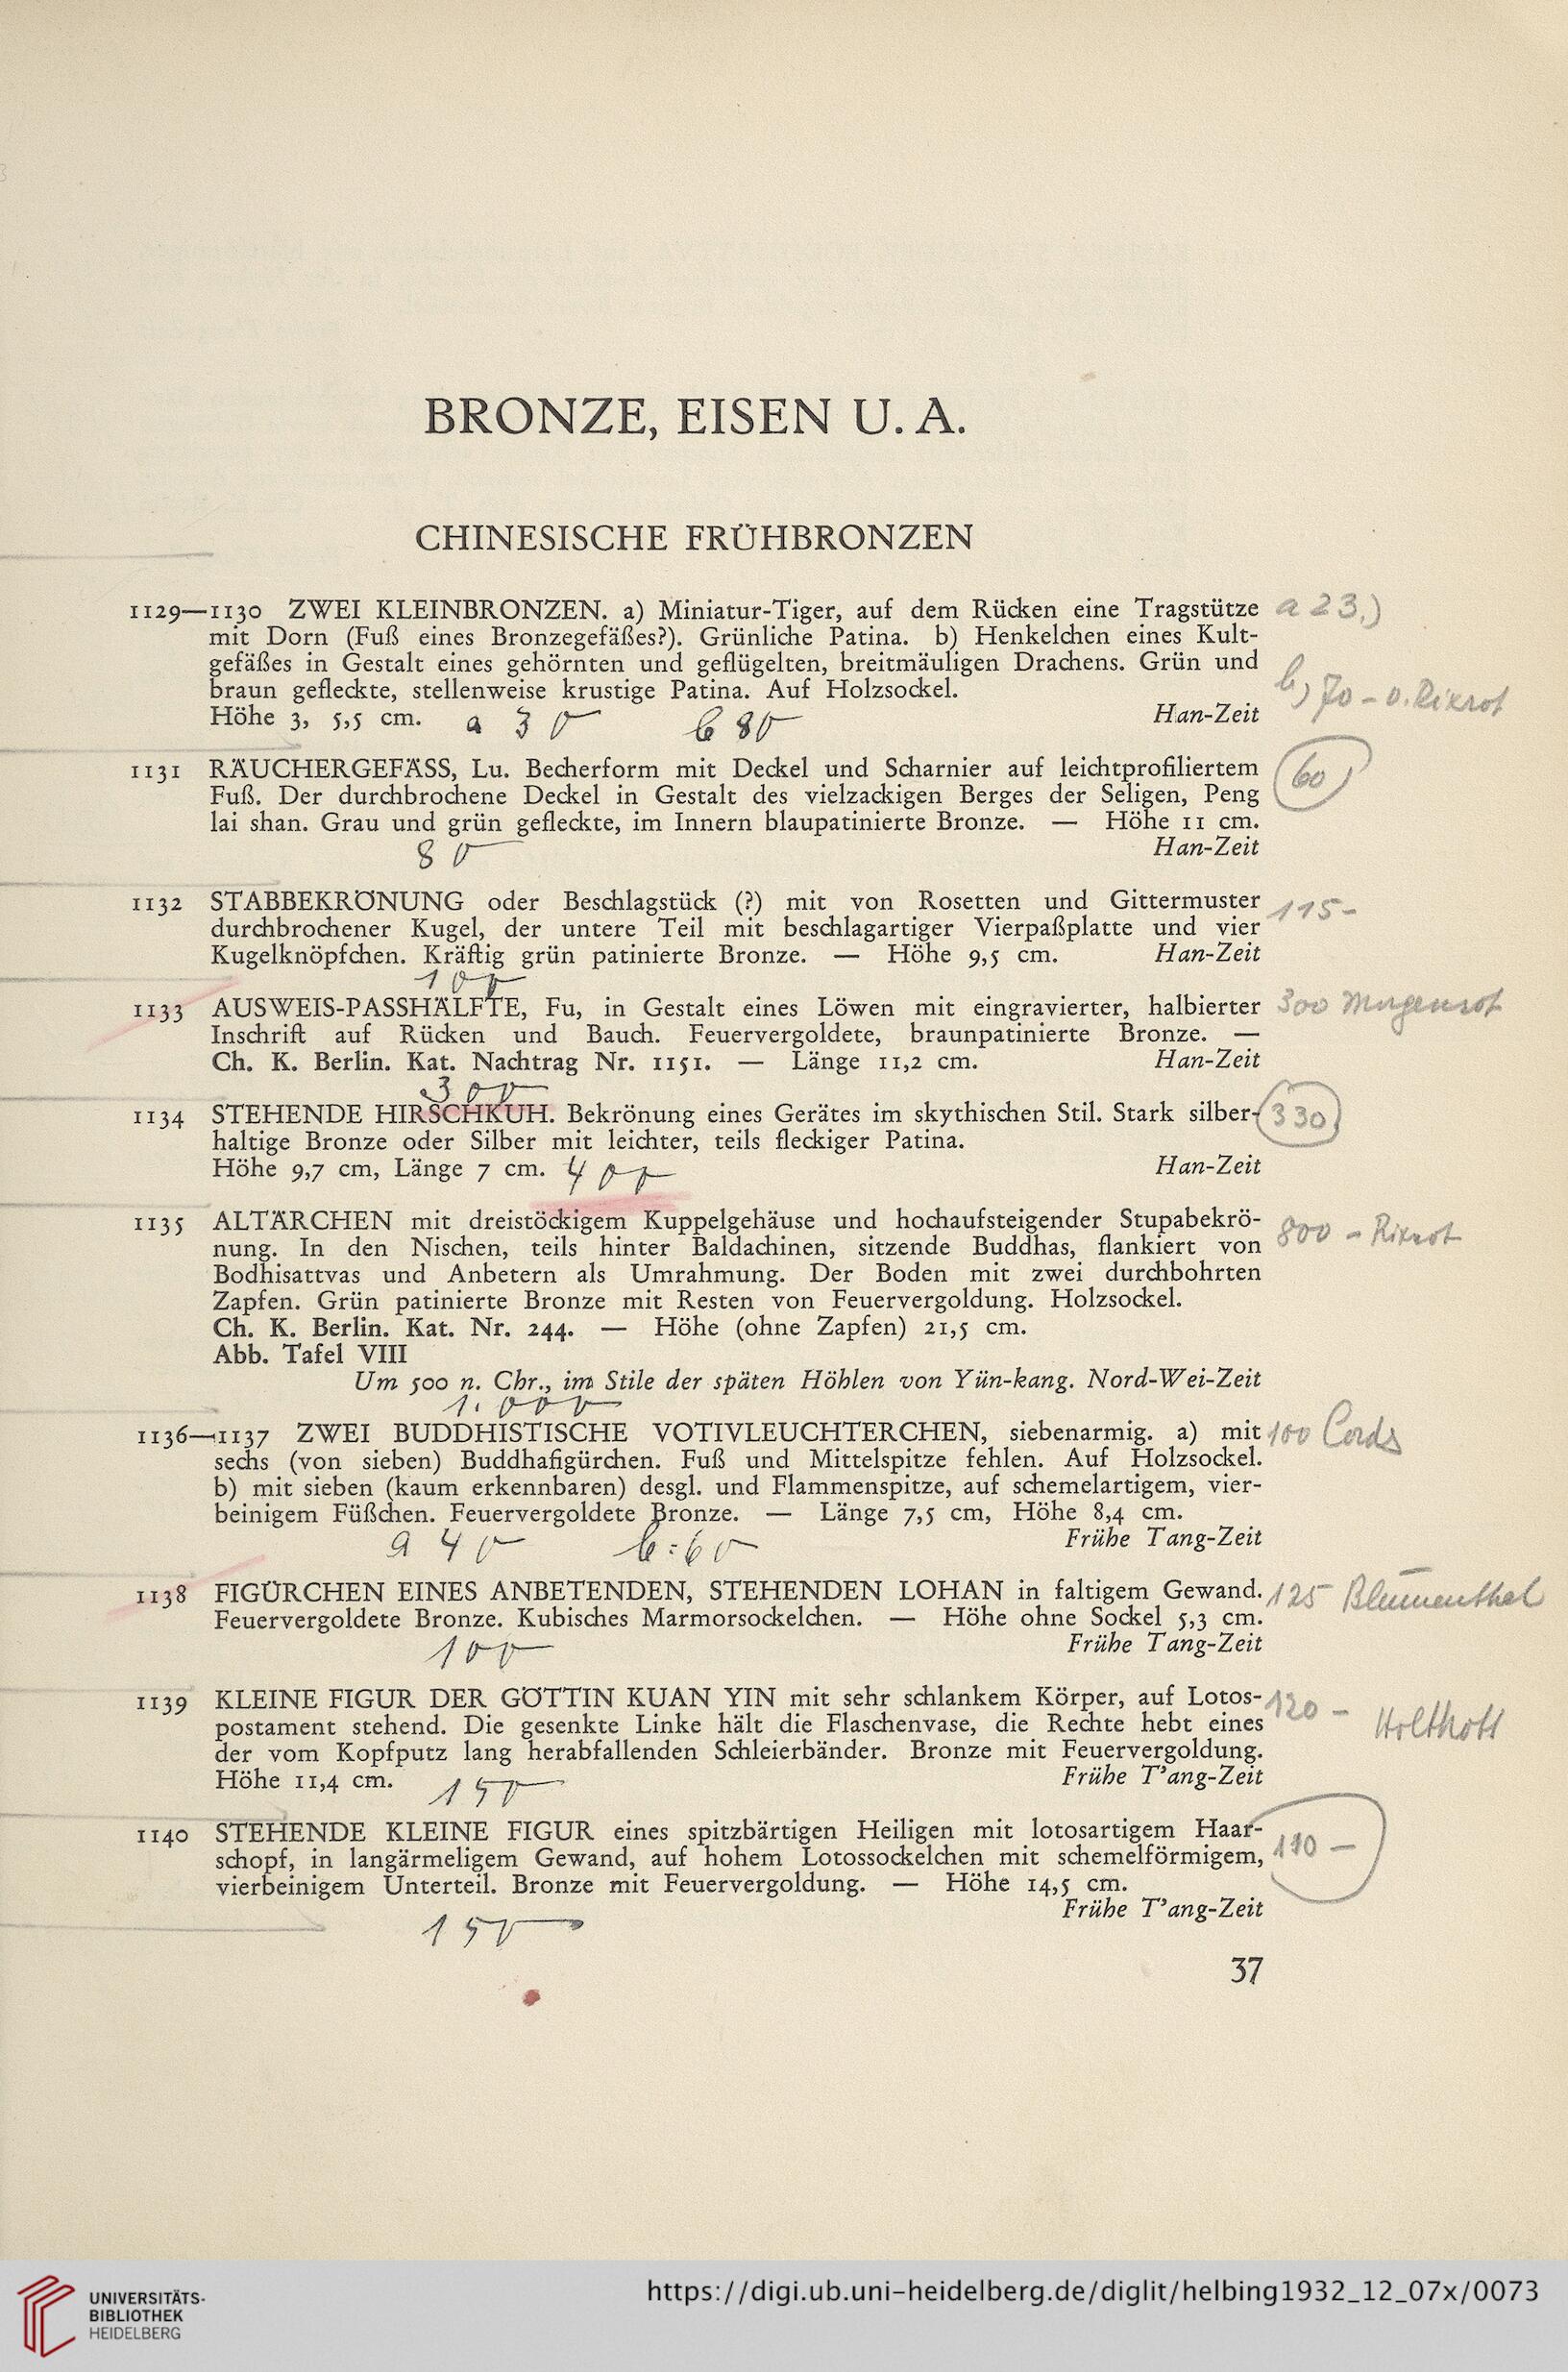 BRONZE, EISEN U. A.
CHINESISCHE FRÜHBRONZEN
1129—1130 ZWEI KLEINBRONZEN. a) Miniatur-Tiger, auf dem Rücken eine Tragstütze a 23.)
mit Dorn (Fuß eines Bronzegefäßes?). Grünliche Patina. b) Henkelchen eines Kult-
gefäßes in Gestalt eines gehörnten und geflügelten, breitmäuligen Drachens. Grün und
braun gefleckte, stellenweise krustige Patina. Auf Holzsockel. b) 70 –
Höhe 3, 5,5 cm. a 30 b 80 Han-Zeit
1131 RÄUCHERGEFÄSS, Lu. Becherform mit Deckel und Scharnier auf leichtprofiliertem 60
Fuß. Der durchbrochene Deckel in Gestalt des vielzackigen Berges der Seligen, Peng
lai shan. Grau und grün gefleckte, im Innern blaupatinierte Bronze. — Höhe 11 cm.
80 Han-Zeit
1132 STABBEKRÖNUNG oder Beschlagstück (?) mit von Rosetten und Gittermuster 115–
durchbrochener Kugel, der untere Teil mit beschlagartiger Vierpaßplatte und vier
Kugelknöpfchen. Kräftig grün patinierte Bronze. — Höhe 9,5 cm. Han-Zeit
100
1133 AUSWEIS-PASSHÄLFTE, Fu, in Gestalt eines Löwen mit eingravierter, halbierter 300 Morgenrot
Inschrift auf Rücken und Bauch. Feuervergoldete, braunpatinierte Bronze. —
Ch. K. Berlin. Kat. Nachtrag Nr. 1151. — Länge 11,2 cm. Han-Zeit
300
1134 STEHENDE HIRSCHKUH. Bekrönung eines Gerätes im skythischen Stil. Stark silber- 330
haltige Bronze oder Silber mit leichter, teils fleckiger Patina.
Höhe 9,7 cm, Länge 7 cm. 400 Han-Zeit
1135 ALTÄRCHEN mit dreistöckigem Kuppelgehäuse und hochaufsteigender Stupabekrö-
nung. In den Nischen, teils hinter Baldachinen, sitzende Buddhas, flankiert von 800 –
Bodhisattvas und Anbetern als Umrahmung. Der Boden mit zwei durchbohrten
Zapfen. Grün patinierte Bronze mit Resten von Feuervergoldung. Holzsockel.
Ch. K. Berlin. Kat. Nr. 244. — Höhe (ohne Zapfen) 21,5 cm.
Abb. Tafel VIII
Um 500 n. Chr., im Stile der späten Höhlen von Yün-kang. Nord-Wei-Zeit
1.000
1136—1137 ZWEI BUDDHISTISCHE VOTIVLEUCHTERCHEN, siebenarmig. a) mit 100 Cords
sechs (von sieben) Buddhafigürchen. Fuß und Mittelspitze fehlen. Auf Holzsockel.
b) mit sieben (kaum erkennbaren) desgl. und Flammenspitze, auf schemelartigem, vier-
beinigem Füßchen. Feuervergoldete Bronze. — Länge 7,5 cm, Höhe 8,4 cm.
a 40 b:60 Frühe Tang-Zeit
1138 FIGÜRCHEN EINES ANBETENDEN, STEHENDEN LOHAN in faltigem Gewand. 125 Blumenthal
Feuervergoldete Bronze. Kubisches Marmorsockelchen. — Höhe ohne Sockel 5,3 cm.
100 Frühe Tang-Zeit
1139 KLEINE FIGUR DER GÖTTIN KUAN YIN mit sehr schlankem Körper, auf Lotos- 120 –
postament stehend. Die gesenkte Linke hält die Flaschenvase, die Rechte hebt eines
der vom Kopfputz lang herabfallenden Schleierbänder. Bronze mit Feuervergoldung.
Höhe 11,4 cm. 150 Frühe T'ang-Zeit
1140 STEHENDE KLEINE FIGUR eines spitzbärtigen Heiligen mit lotosartigem Haar- 110 –
schopf, in langärmeligem Gewand, auf hohem Lotossockelchen mit schemelförmigem,
vierbeinigem Unterteil. Bronze mit Feuervergoldung. — Höhe 14,5 cm.
150 Frühe T'ang-Zeit
37
UNIVERSITÄTS-
BIBLIOTHEK
HEIDELBERG
https://digi.ub.uni-heidelberg.de/diglit/helbing1932_12_07x/0073